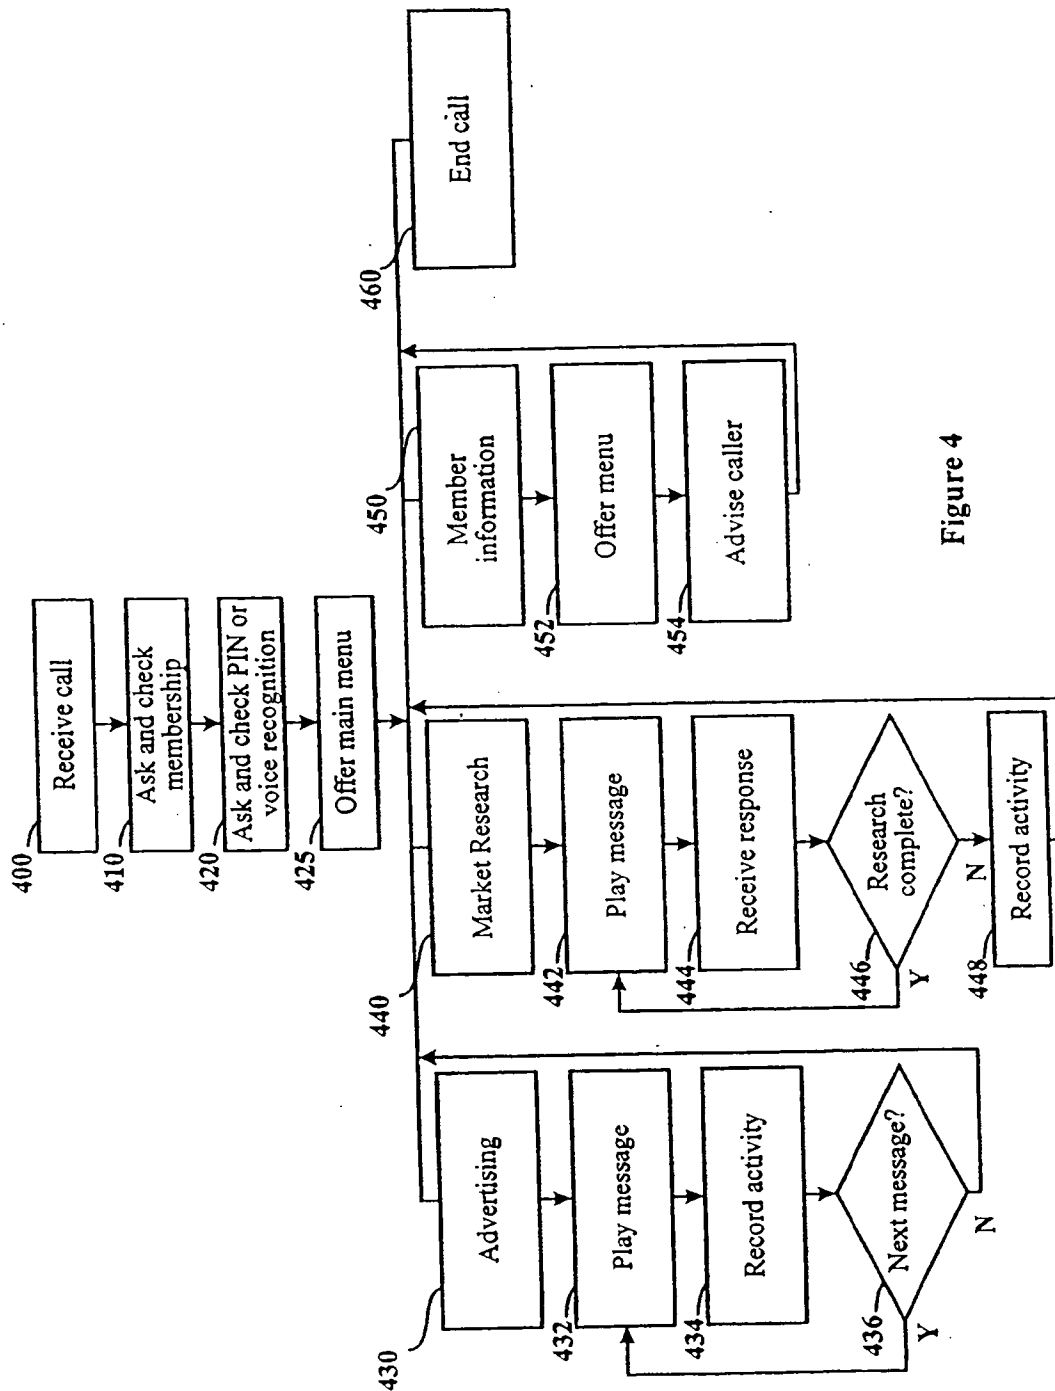 400
Receive call
410
Ask and check
membership
420
Ask and check PIN or
voice recognition
425
Offer main menu
430
Advertising
432
Play message
434
Record activity
436
Next message?
Y
N
440
Market Research
442
Play message
444
Receive response
446
Research
complete?
Y
N
448
Record activity
450
Member
information
452
Offer menu
454
Advise caller
460
End call
Figure 4